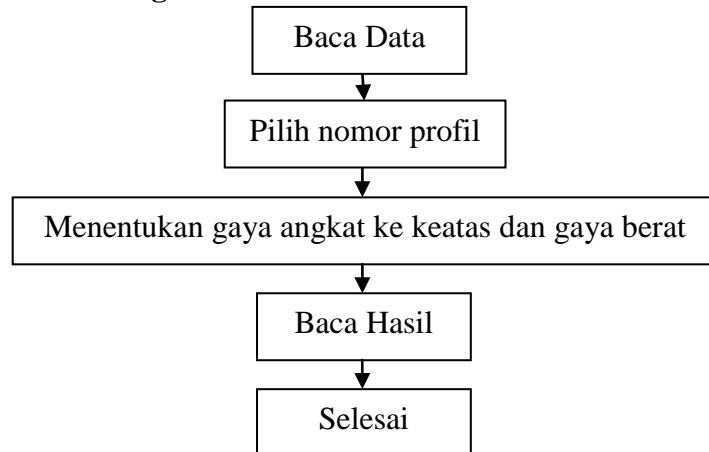 Baca Data
Pilih nomor profil
Menentukan gaya angkat ke keatas dan gaya berat
Baca Hasil
Selesai